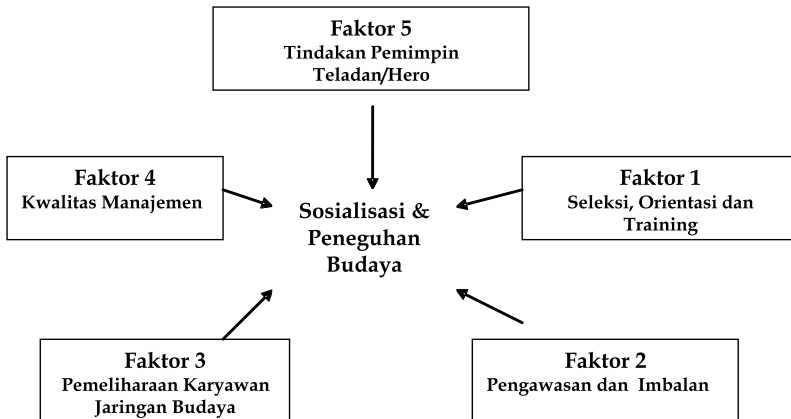 Faktor 5
Tindakan Pemimpin
Teladan/Hero
Faktor 4
Kwalitas Manajemen
Faktor 1
Seleksi, Orientasi dan
Training
Sosialisasi &
Peneguhan
Budaya
Faktor 3
Pemeliharaan Karyawan
Jaringan Budaya
Faktor 2
Pengawasan dan Imbalan